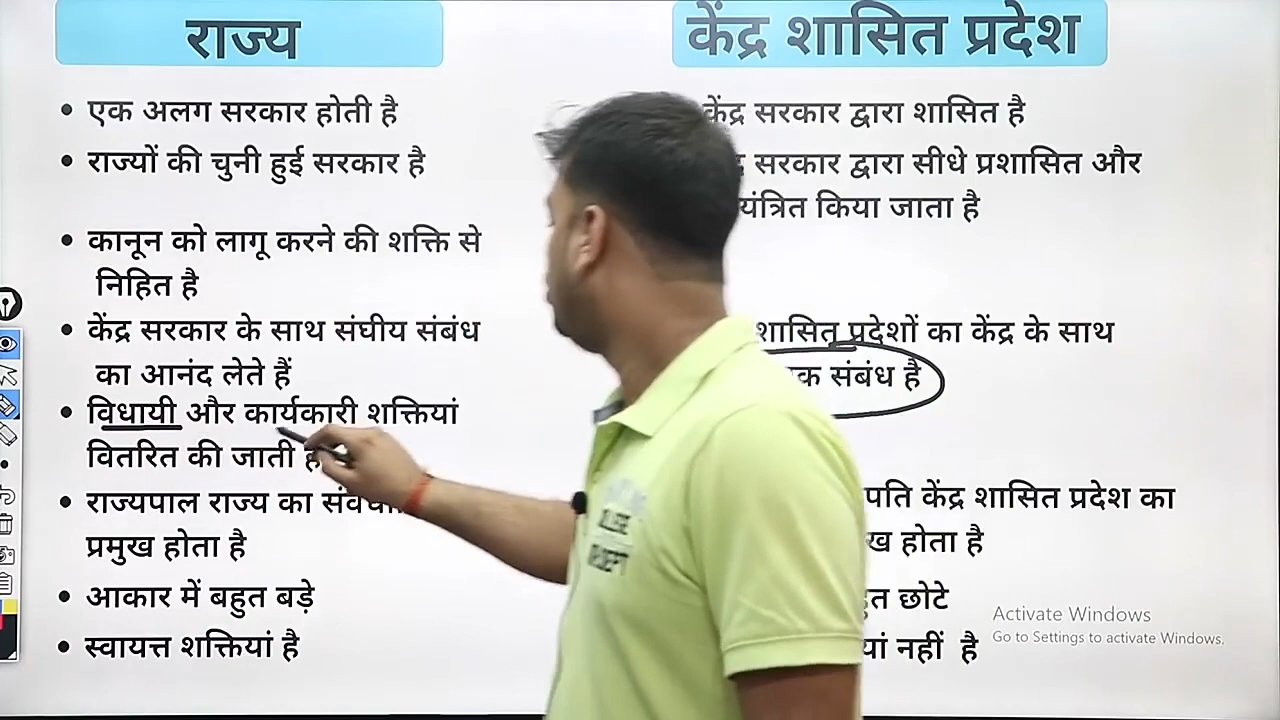 राज्य
केंद्र शासित प्रदेश
• एक अलग सरकार होती है
• राज्यों की चुनी हुई सरकार है
• कानून को लागू करने की शक्ति से
निहित है
• केंद्र सरकार के साथ संघीय संबंध
का आनंद लेते हैं
• विधायी और कार्यकारी शक्तियां
वितरित की जाती
• राज्यपाल राज्य का
प्रमुख होता है
• आकार में बहुत बड़े
• स्वायत्त शक्तियां है
केंद्र सरकार द्वारा शासित है
सरकार द्वारा सीधे प्रशासित और
किया जाता है
शासित प्रदेशों का केंद्र के साथ
संबंध है
केंद्र शासित प्रदेश का
होता है
छोटे
नहीं है
Activate Windows
Go to Settings to activate Windows.